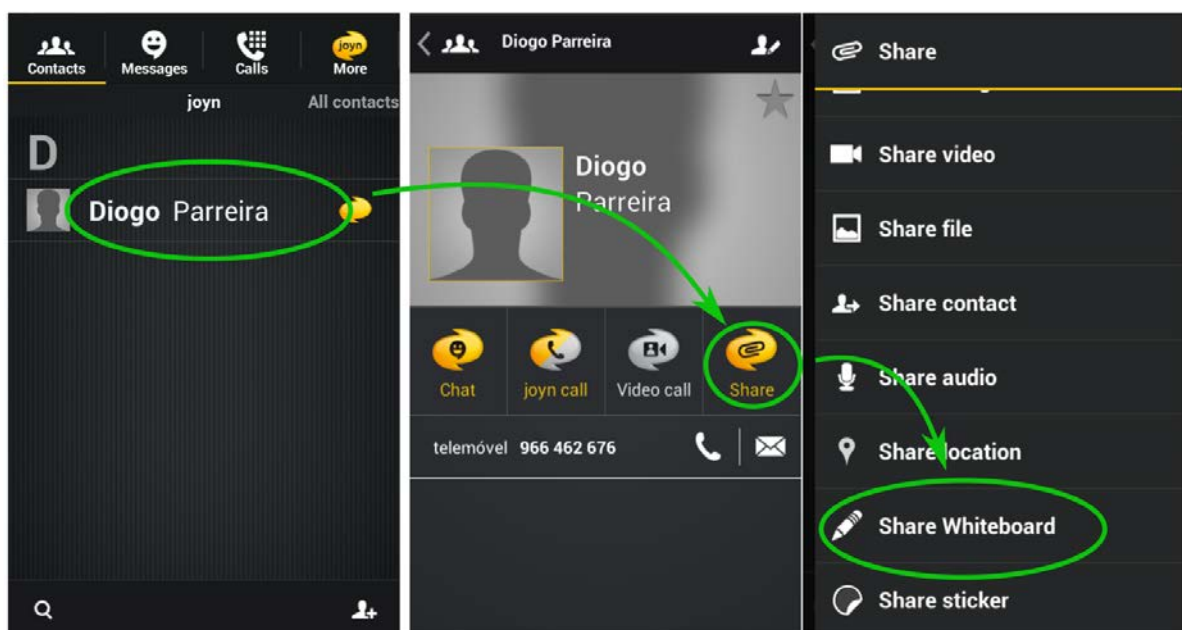 Contacts
Messages
Calls
joyn
More
joyn
All contacts
D
Diogo Parreira
Diogo Parreira
Diogo
Parreira
Chat
joyn call
Video call
Share
telemóvel 966 462 676
Share
Share video
Share file
Share contact
Share audio
Share location
Share Whiteboard
Share sticker